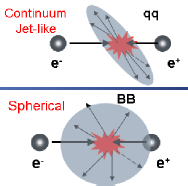 Continuum
Jet-like
qq
e-
e+
Spherical
BB
e-
e+